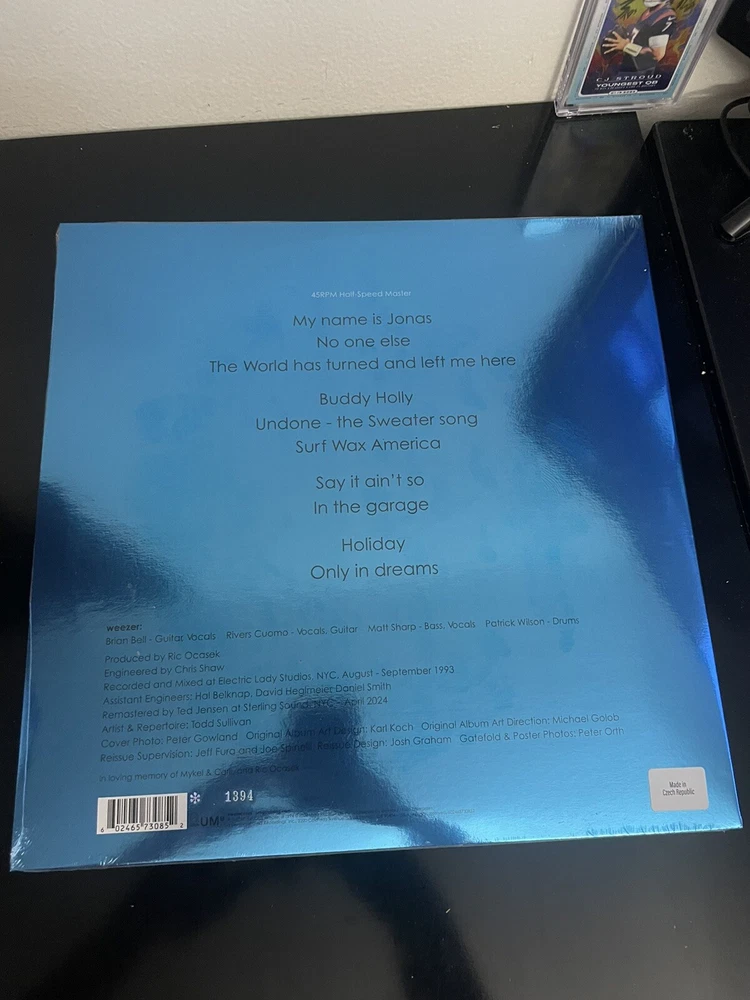 7
C.J. STROUD
YOUNGEST QB
45RPM Half-Speed Master
My name is Jonas
No one else
The World has turned and left me here
Buddy Holly
Undone - the Sweater song
Surf Wax America
Say it ain't so
In the garage
Holiday
Only in dreams
weezer:
Brian Bell - Guitar, Vocals Rivers Cuomo - Vocals, Guitar Matt Sharp - Bass, Vocals Patrick Wilson - Drums
Produced by Ric Ocasek
Engineered by Chris Shaw
Recorded and Mixed at Electric Lady Studios, NYC, August - September 1993
Assistant Engineers: Hal Belknap, David Heglmeier, Daniel Smith
Remastered by Ted Jensen at Sterling Sound, NYC - April 2024
Artist & Repertoire: Todd Sullivan
Cover Photo: Peter Gowland Original Album Art Design: Karl Koch Original Album Art Direction: Michael Golob
Reissue Supervision: Jeff Fura and Joe Spinelli Reissue Design: Josh Graham Gatefold & Poster Photos: Peter Orth
in loving memory of Mykel & Carli, and Ric Ocasek
Made in
Czech Republic
1394
6 02465 73085 2
UMe